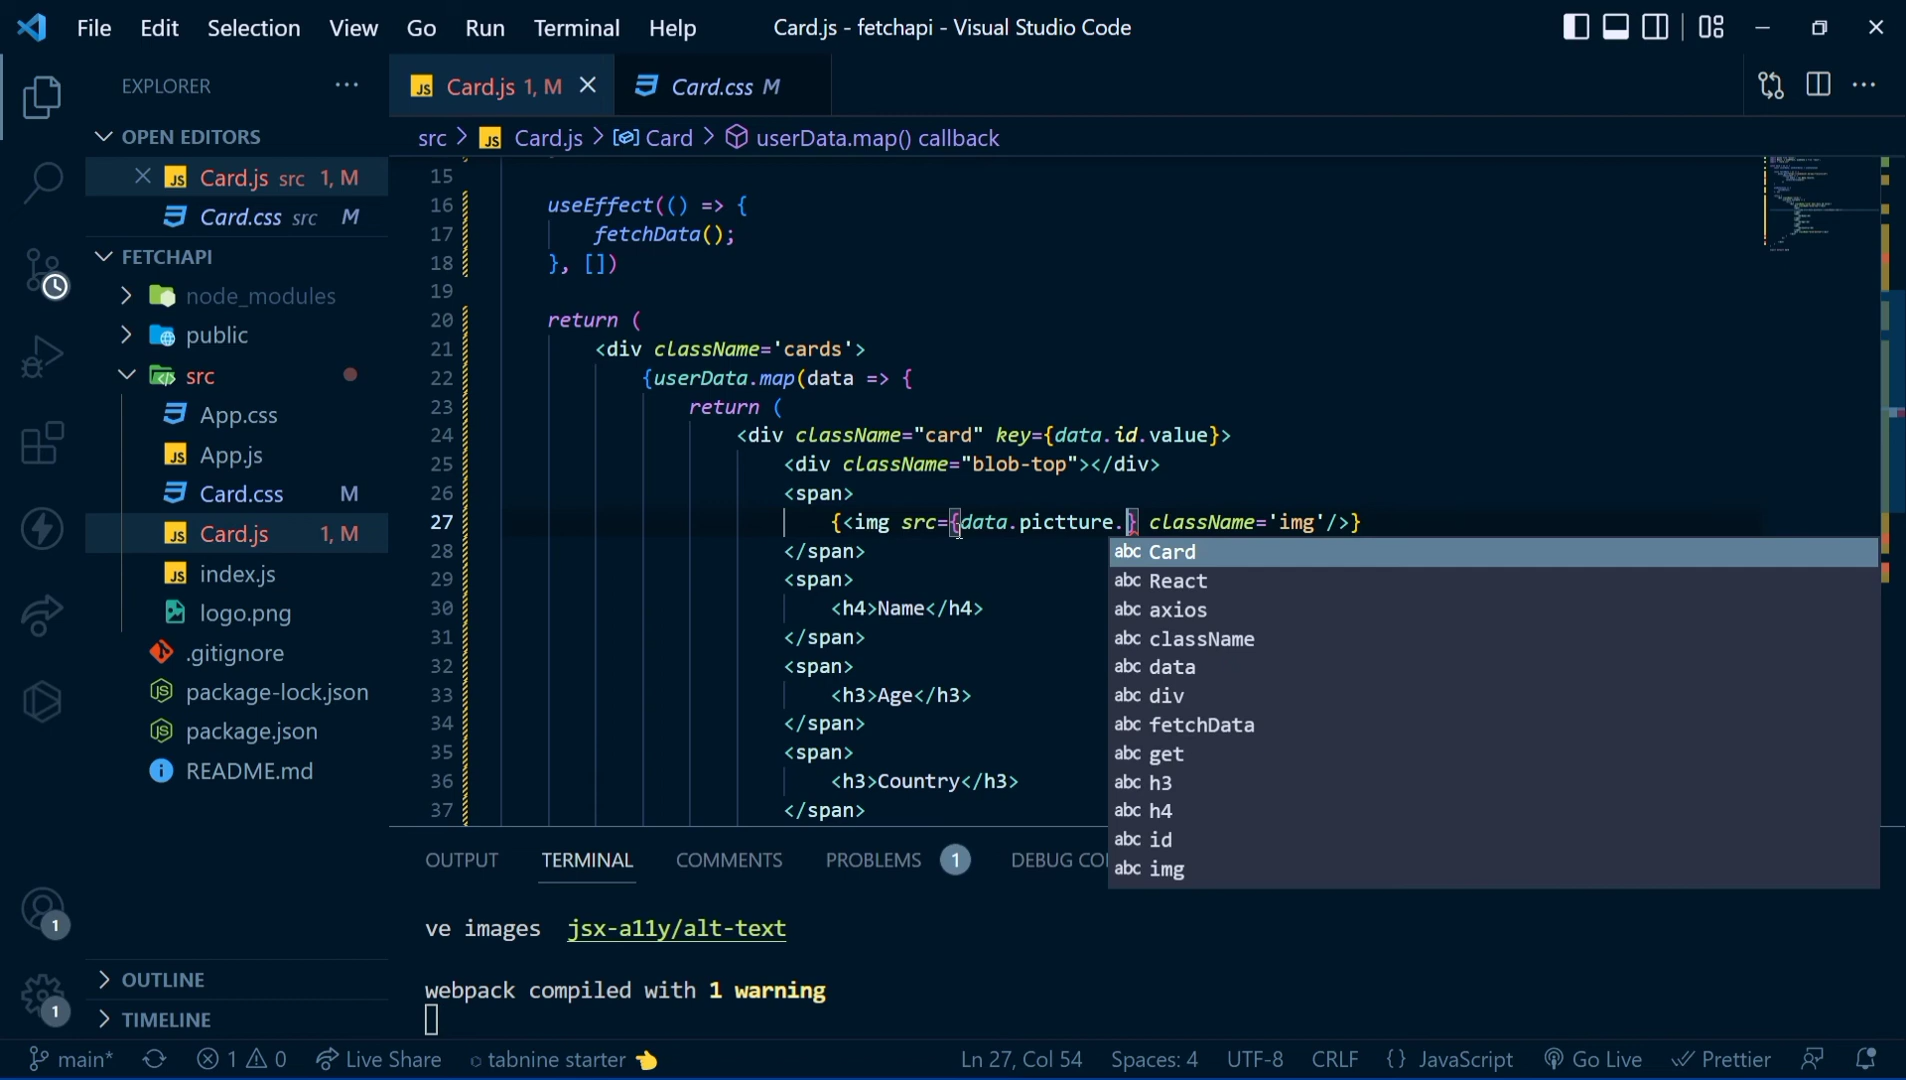 File Edit Selection View Go Run Terminal Help Card.js - fetchapi - Visual Studio Code
EXPLORER
OPEN EDITORS
Card.js src 1, M
Card.css src M
FETCHAPI
node_modules
public
src
App.css
App.js
Card.css M
Card.js 1, M
index.js
logo.png
.gitignore
package-lock.json
package.json
README.md
OUTLINE
TIMELINE
1
1
Card.js 1, M
Card.css M
src > Card.js > Card > userData.map() callback
15
16 useEffect(() => {
17 fetchData();
18 }, [])
19
20 return (
21 <div className='cards'>
22 {userData.map(data => {
23 return (
24 <div className="card" key={data.id.value}>
25 <div className="blob-top"></div>
26 <span>
27 {<img src={data.pictture.} className='img'/>}
28 </span>
29 <span>
30 <h4>Name</h4>
31 </span>
32 <span>
33 <h3>Age</h3>
34 </span>
35 <span>
36 <h3>Country</h3>
37 </span>
abc Card
abc React
abc axios
abc className
abc data
abc div
abc fetchData
abc get
abc h3
abc h4
abc id
abc img
OUTPUT TERMINAL COMMENTS PROBLEMS 1 DEBUG CO
ve images jsx-a11y/alt-text
webpack compiled with 1 warning
main* 1 0 Live Share tabnine starter Ln 27, Col 54 Spaces: 4 UTF-8 CRLF {} JavaScript Go Live Prettier